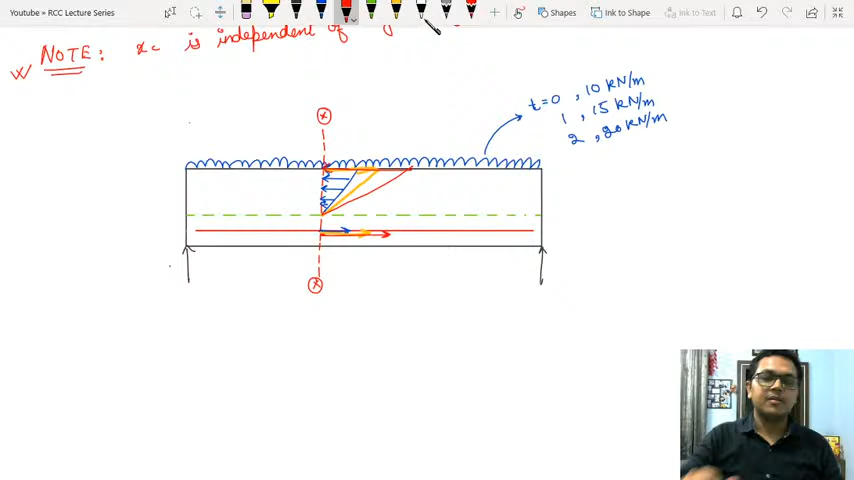 Youtube » RCC Lecture Series
Shapes
Ink to Shape
Ink to Text
NOTE: xc is independent of
t=0, 10 kN/m
1, 15 kN/m
2, 20 kN/m
x
x